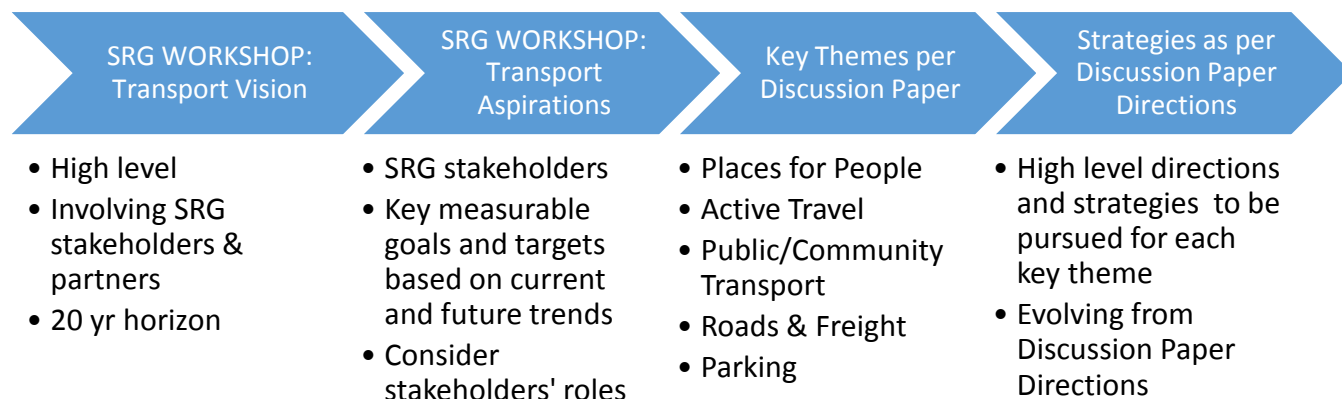 SRG WORKSHOP:
Transport Vision
• High level
• Involving SRG
stakeholders &
partners
• 20 yr horizon
SRG WORKSHOP:
Transport
Aspirations
• SRG stakeholders
• Key measurable
goals and targets
based on current
and future trends
• Consider
stakeholders' roles
Key Themes per
Discussion Paper
• Places for People
• Active Travel
• Public/Community
Transport
• Roads & Freight
• Parking
Strategies as per
Discussion Paper
Directions
• High level directions
and strategies to be
pursued for each
key theme
• Evolving from
Discussion Paper
Directions